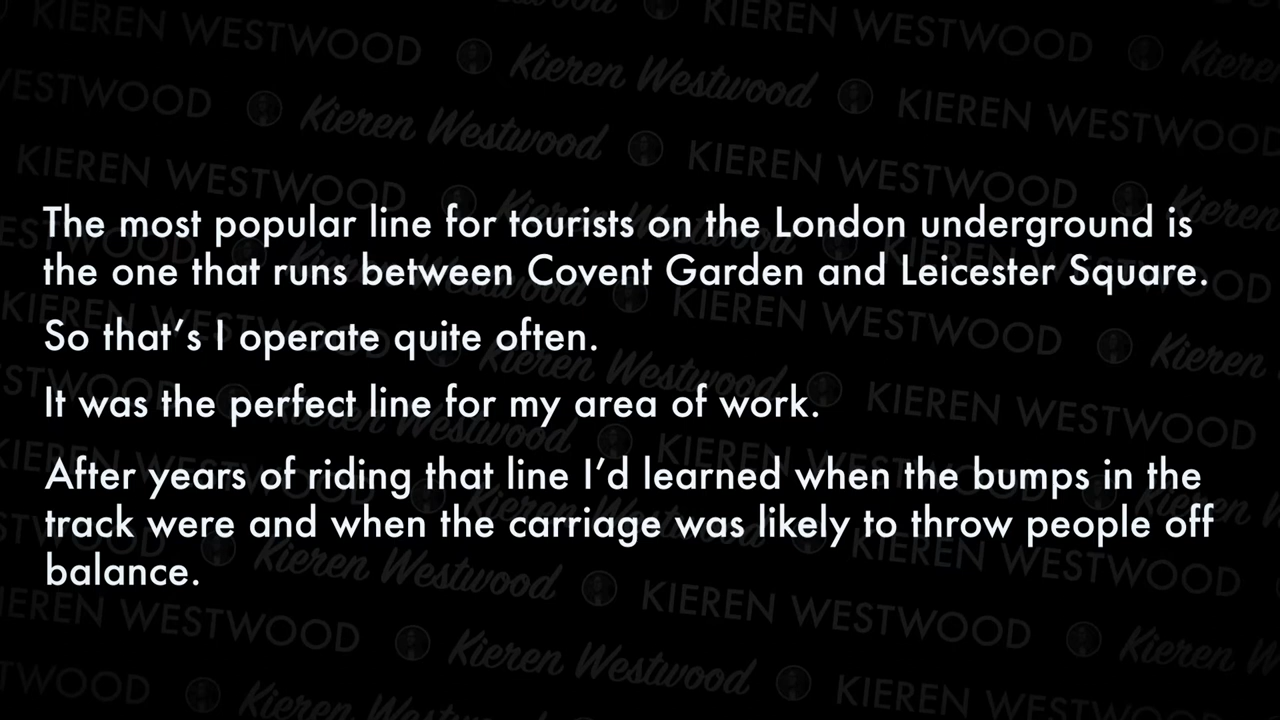 The most popular line for tourists on the London underground is
the one that runs between Covent Garden and Leicester Square.
So that’s I operate quite often.
It was the perfect line for my area of work.
After years of riding that line I’d learned when the bumps in the
track were and when the carriage was likely to throw people off
balance.
KIEREN WESTWOOD
Kieren Westwood